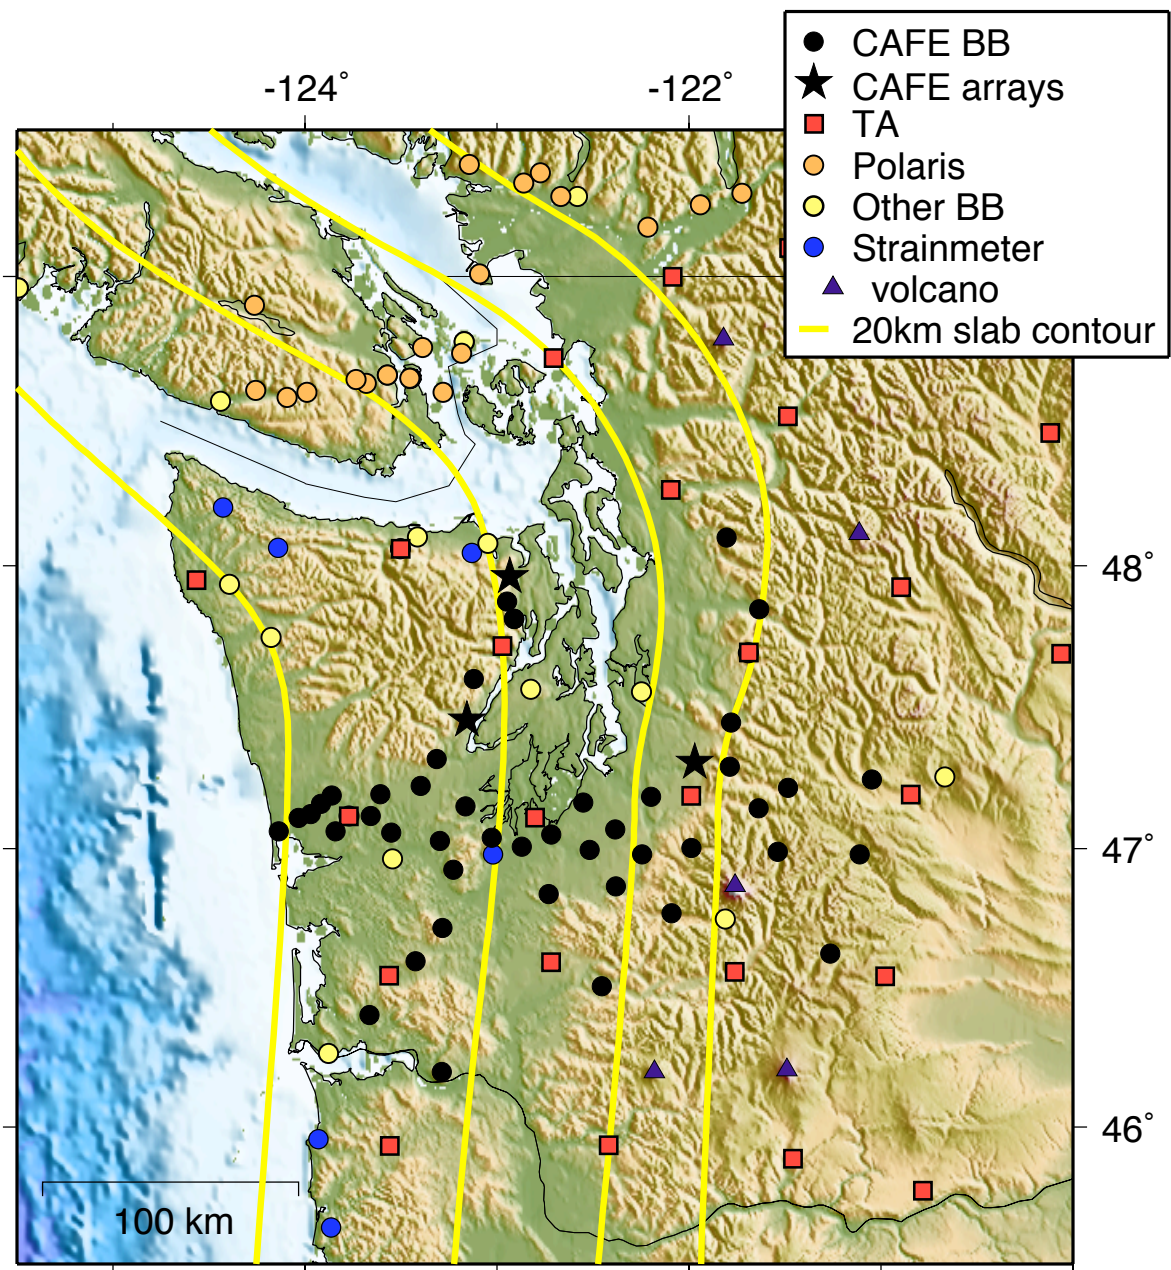 CAFE BB
CAFE arrays
TA
Polaris
Other BB
Strainmeter
volcano
20km slab contour
-124˚
-122˚
48˚
47˚
46˚
100 km